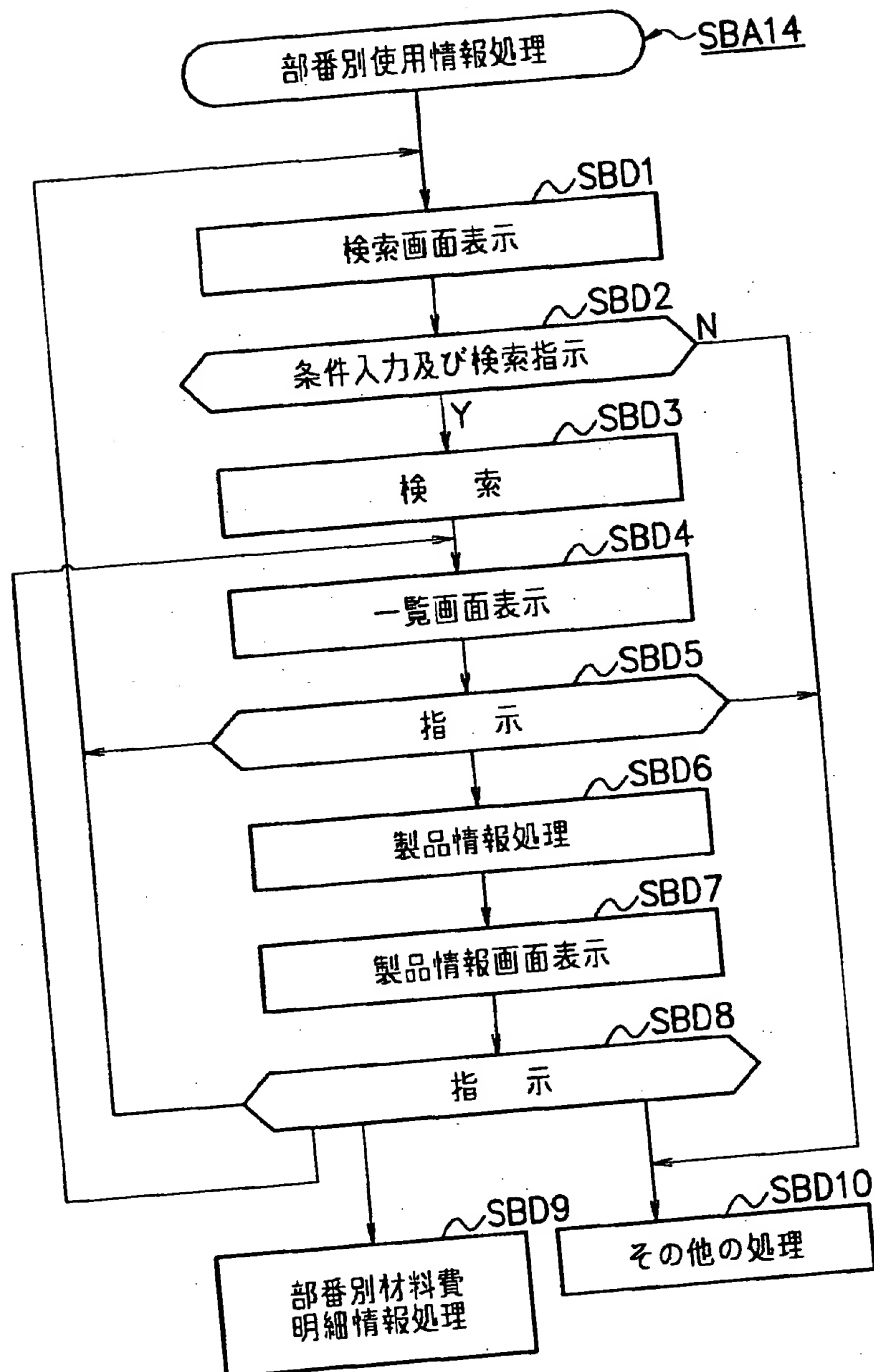 部番別使用情報処理
SBA14
SBD1
検索画面表示
SBD2
条件入力及び検索指示
N
Y
SBD3
検 索
SBD4
一覧画面表示
SBD5
指 示
SBD6
製品情報処理
SBD7
製品情報画面表示
SBD8
指 示
SBD9
部番別材料費
明細情報処理
SBD10
その他の処理